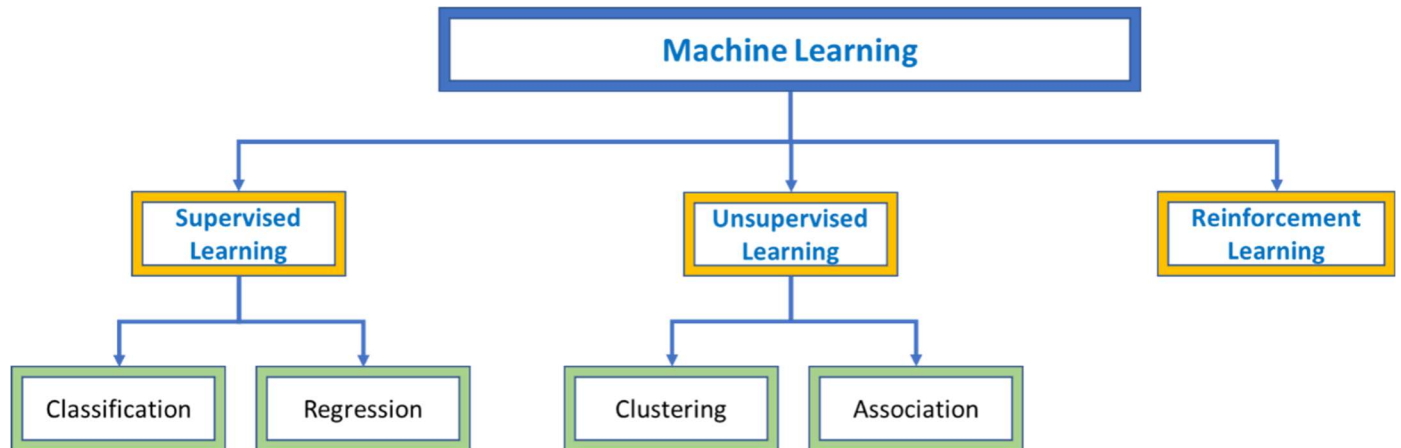 Machine Learning
Supervised
Learning
Unsupervised
Learning
Reinforcement
Learning
Classification
Regression
Clustering
Association